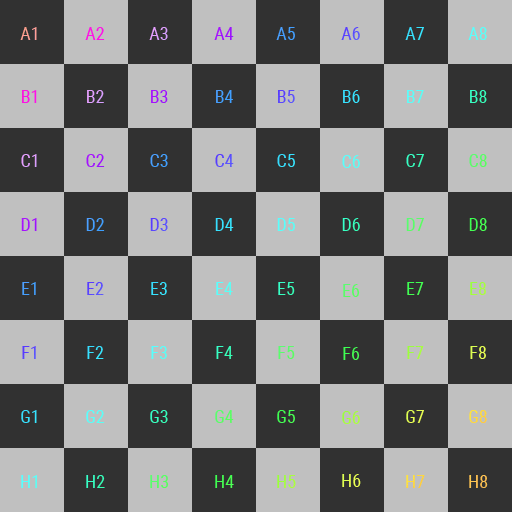 A1 A2 A3 A4 A5 A6 A7 A8
B1 B2 B3 B4 B5 B6 B7 B8
C1 C2 C3 C4 C5 C6 C7 C8
D1 D2 D3 D4 D5 D6 D7 D8
E1 E2 E3 E4 E5 E6 E7 E8
F1 F2 F3 F4 F5 F6 F7 F8
G1 G2 G3 G4 G5 G6 G7 G8
H1 H2 H3 H4 H5 H6 H7 H8